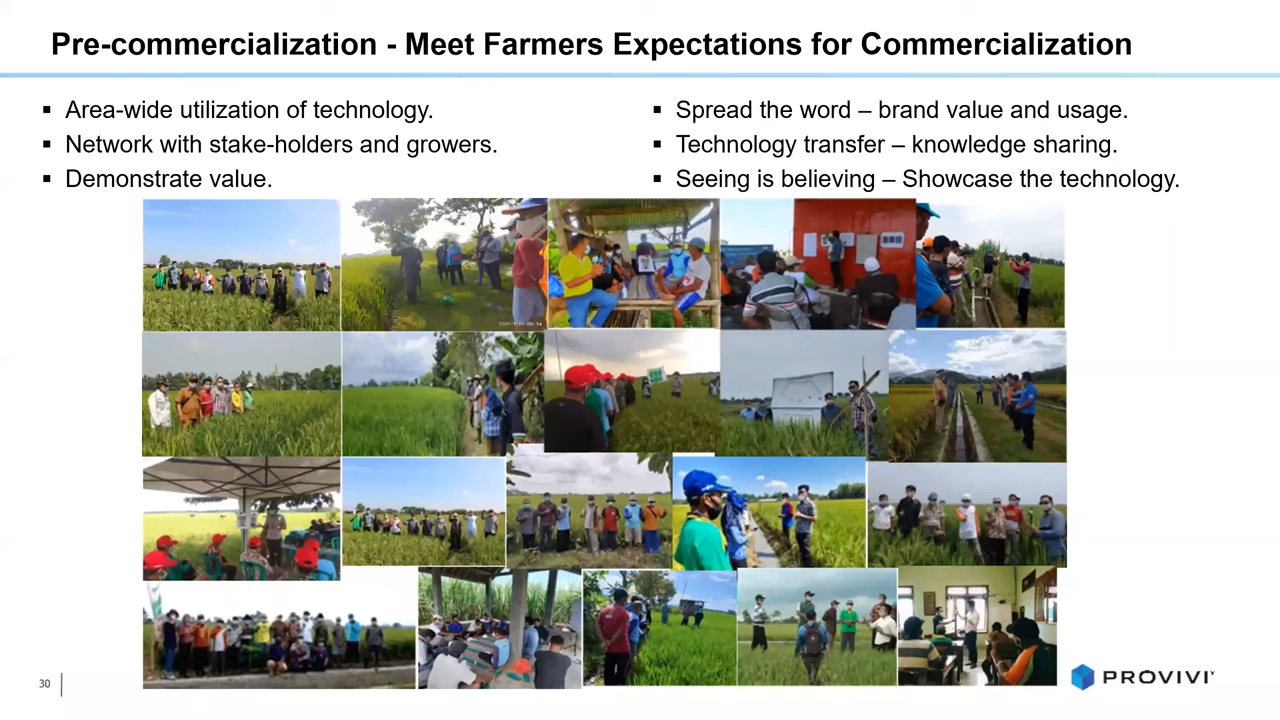 Pre-commercialization - Meet Farmers Expectations for Commercialization
▪ Area-wide utilization of technology.
▪ Network with stake-holders and growers.
▪ Demonstrate value.
▪ Spread the word – brand value and usage.
▪ Technology transfer – knowledge sharing.
▪ Seeing is believing – Showcase the technology.
30
PROVIVI